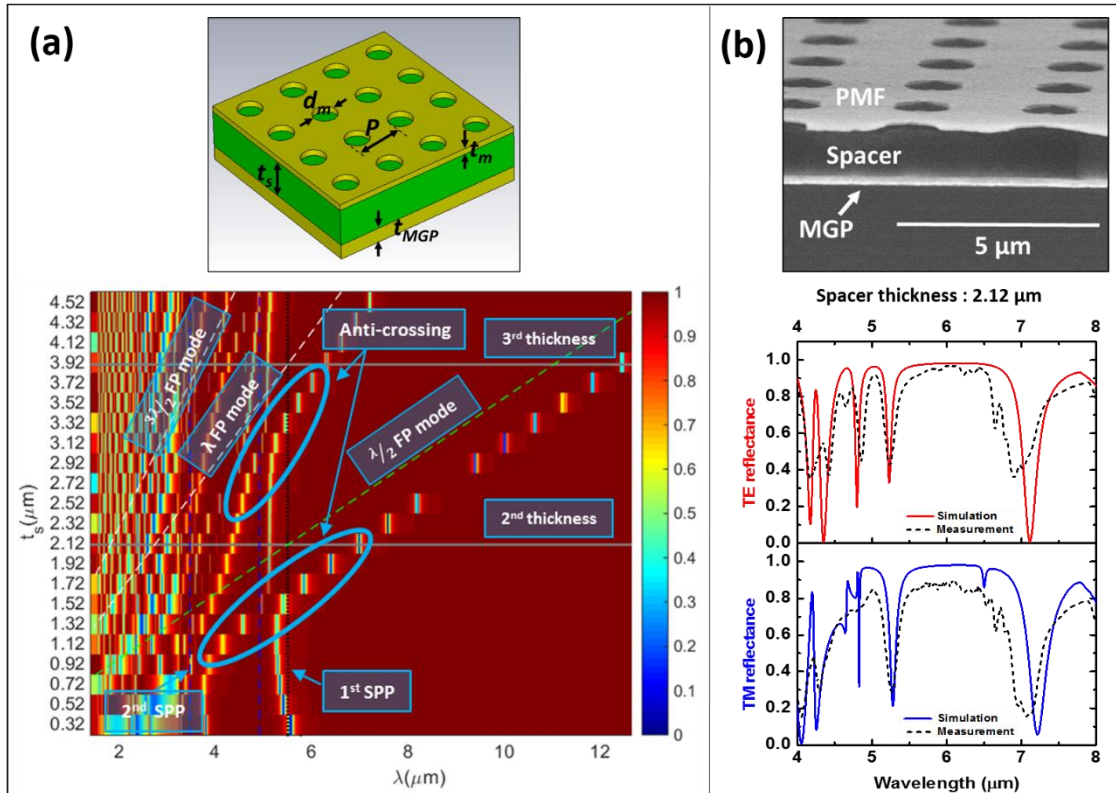 (a)
d_m
P
t_m
t_s
t_MGP
t_s(μm)
4.52
4.32
4.12
3.92
3.72
3.52
3.32
3.12
2.92
2.72
2.52
2.32
2.12
1.92
1.72
1.52
1.32
1.12
0.92
0.72
0.52
0.32
3λ/2 FP mode
λ FP mode
Anti-crossing
λ/2 FP mode
3rd thickness
2nd thickness
2nd SPP
1st SPP
2 4 6 8 10 12
λ(μm)
1
0.9
0.8
0.7
0.6
0.5
0.4
0.3
0.2
0.1
0
(b)
PMF
Spacer
MGP
5 μm
Spacer thickness : 2.12 μm
4 5 6 7 8
TE reflectance
1.0
0.8
0.6
0.4
0.2
0.0
Simulation
Measurement
TM reflectance
1.0
0.8
0.6
0.4
0.2
0.0
Simulation
Measurement
4 5 6 7 8
Wavelength (μm)